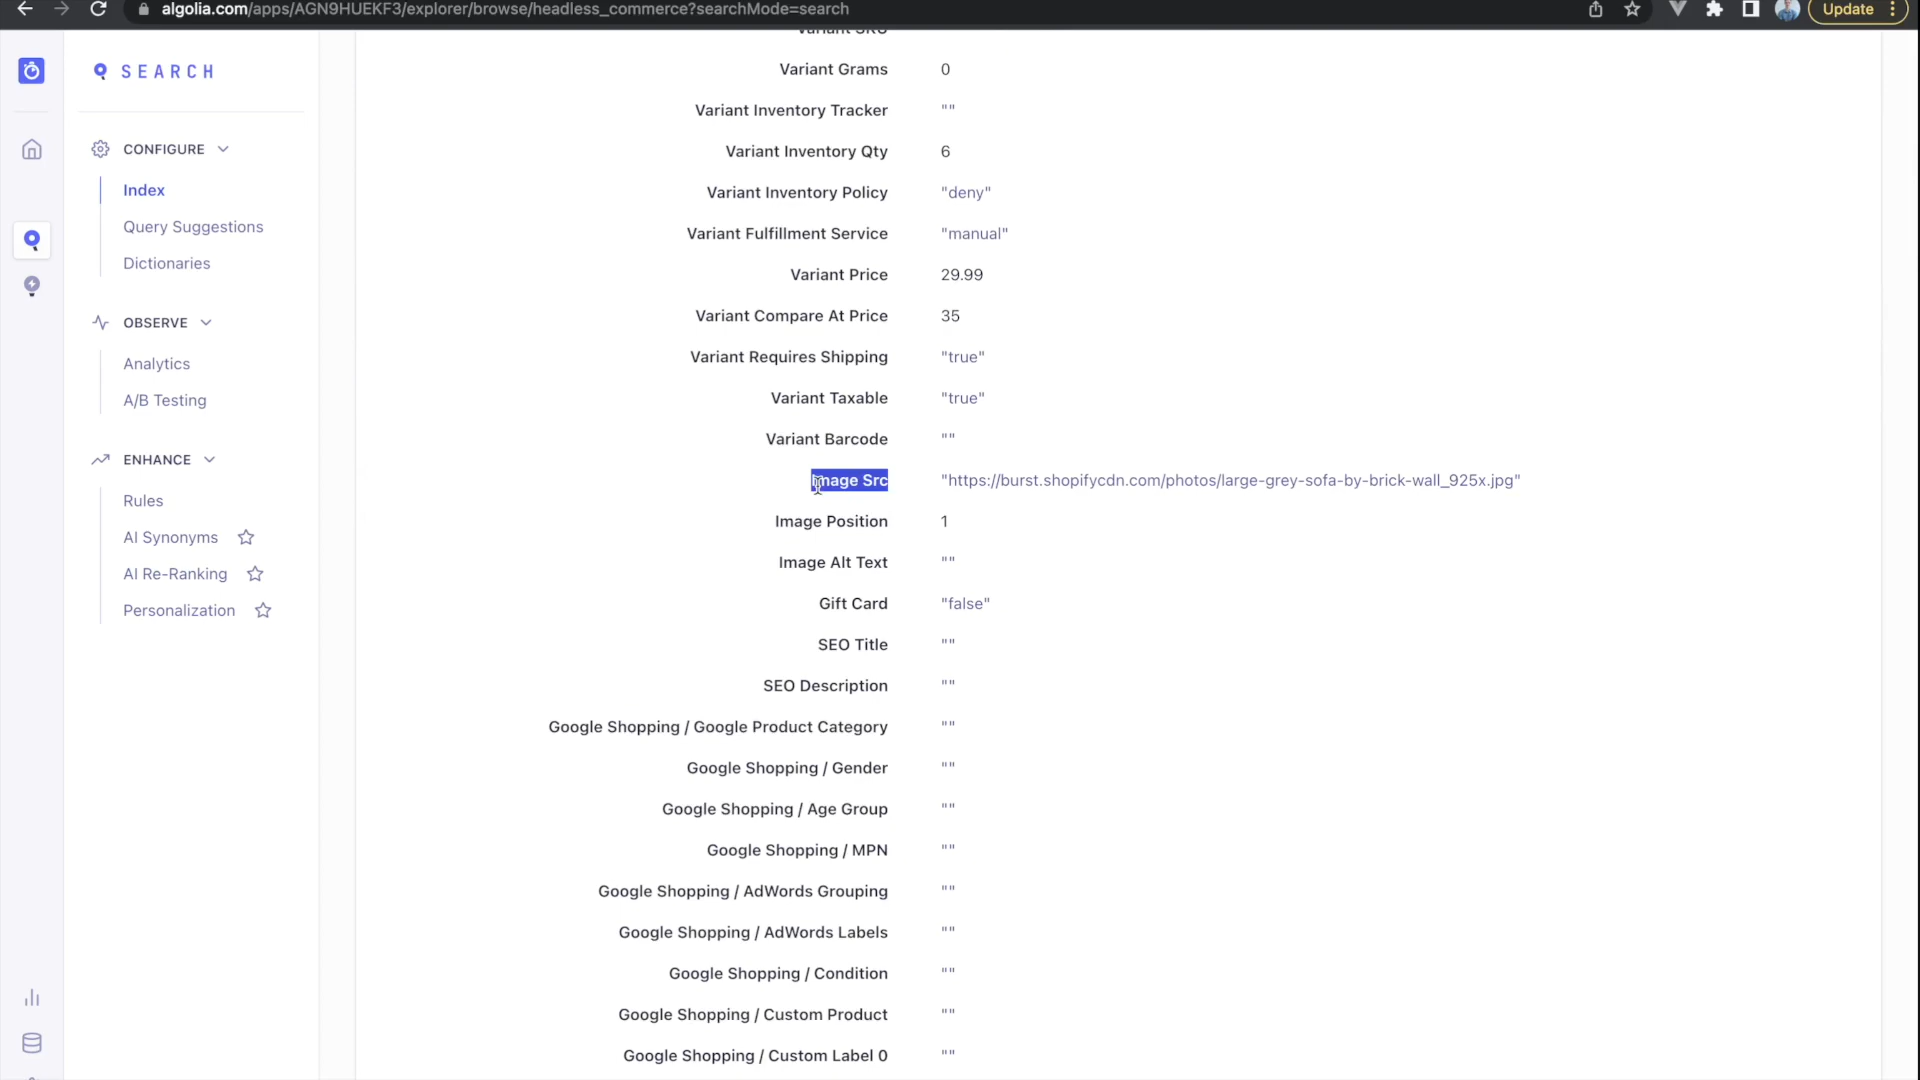 algolia.com/apps/AGN9HUEKF3/explorer/browse/headless_commerce?searchMode=search
Update
SEARCH
CONFIGURE
Index
Query Suggestions
Dictionaries
OBSERVE
Analytics
A/B Testing
ENHANCE
Rules
AI Synonyms
AI Re-Ranking
Personalization
Variant SKU
Variant Grams 0
Variant Inventory Tracker ""
Variant Inventory Qty 6
Variant Inventory Policy "deny"
Variant Fulfillment Service "manual"
Variant Price 29.99
Variant Compare At Price 35
Variant Requires Shipping "true"
Variant Taxable "true"
Variant Barcode ""
Image Src "https://burst.shopifycdn.com/photos/large-grey-sofa-by-brick-wall_925x.jpg"
Image Position 1
Image Alt Text ""
Gift Card "false"
SEO Title ""
SEO Description ""
Google Shopping / Google Product Category ""
Google Shopping / Gender ""
Google Shopping / Age Group ""
Google Shopping / MPN ""
Google Shopping / AdWords Grouping ""
Google Shopping / AdWords Labels ""
Google Shopping / Condition ""
Google Shopping / Custom Product ""
Google Shopping / Custom Label 0 ""